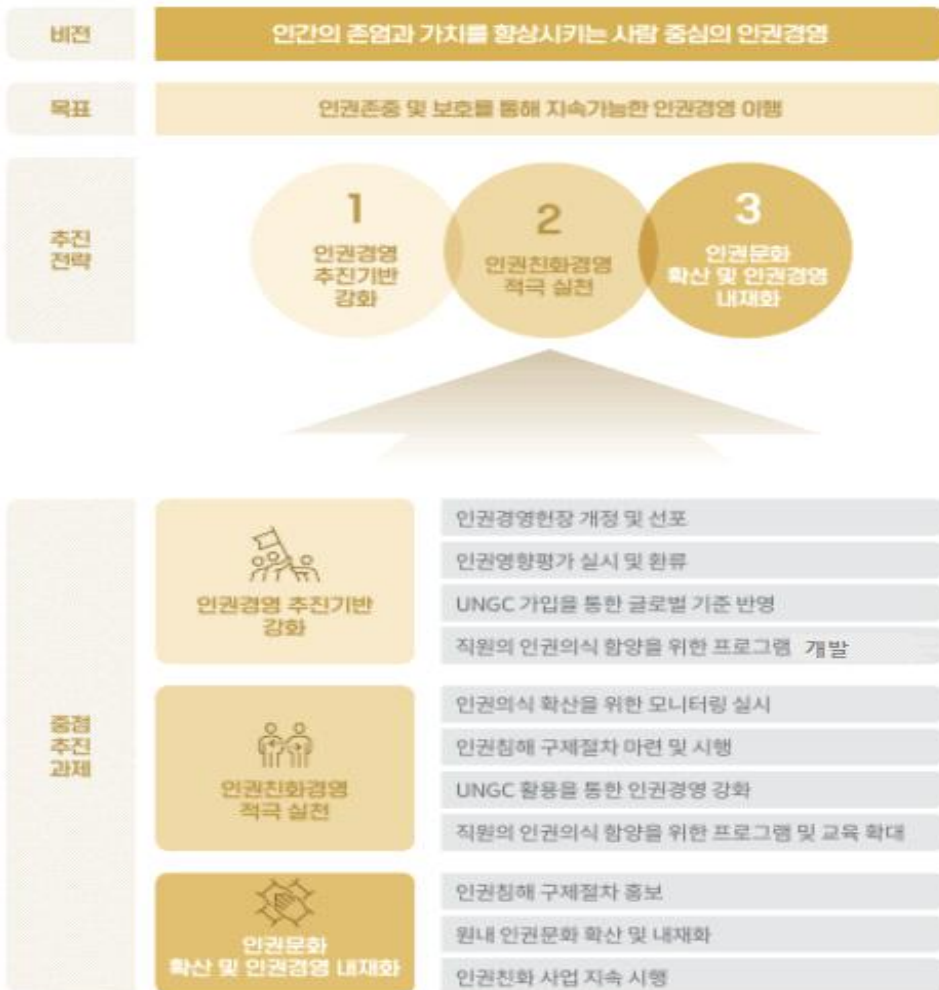 비전
인간의 존엄과 가치를 향상시키는 사람 중심의 인권경영
목표
인권존중 및 보호를 통해 지속가능한 인권경영 이행
추진
전략
1
인권경영
추진기반
강화
2
인권친화경영
적극 실천
3
인권문화
확산 및 인권경영
내재화
중점
추진
과제
인권경영 추진기반
강화
인권경영헌장 개정 및 선포
인권영향평가 실시 및 환류
UNGC 가입을 통한 글로벌 기준 반영
직원의 인권의식 함양을 위한 프로그램 개발
인권친화경영
적극 실천
인권의식 확산을 위한 모니터링 실시
인권침해 구제절차 마련 및 시행
UNGC 활용을 통한 인권경영 강화
직원의 인권의식 함양을 위한 프로그램 및 교육 확대
인권문화
확산 및 인권경영 내재화
인권침해 구제절차 홍보
원내 인권문화 확산 및 내재화
인권친화 사업 지속 시행